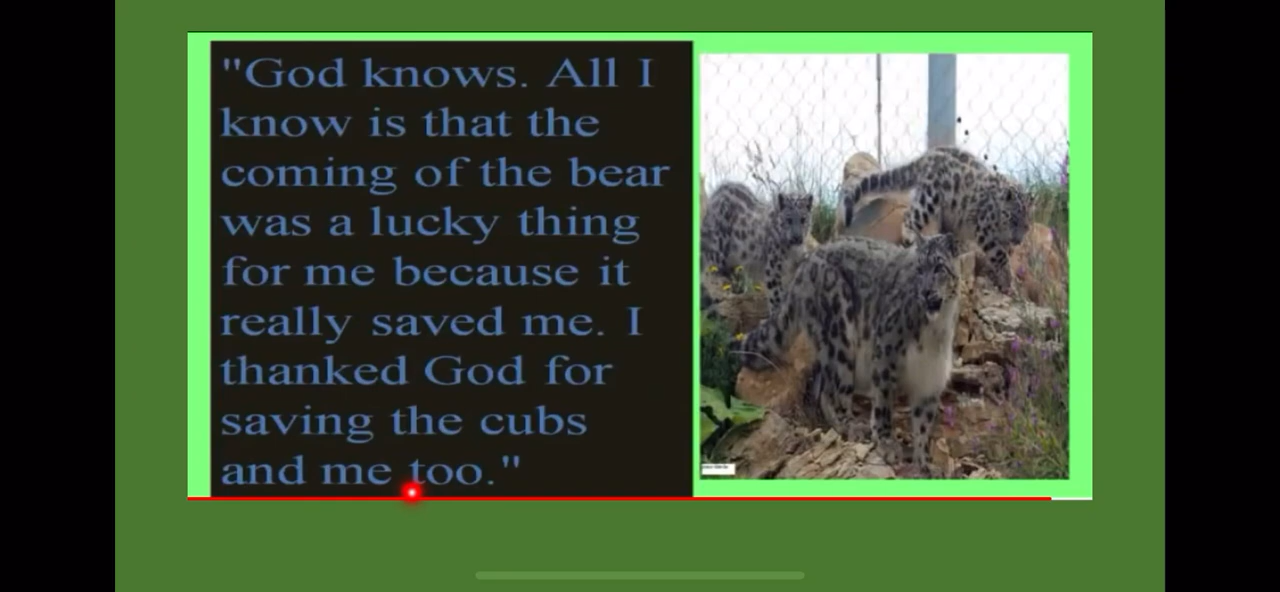 "God knows. All I
know is that the
coming of the bear
was a lucky thing
for me because it
really saved me. I
thanked God for
saving the cubs
and me too."